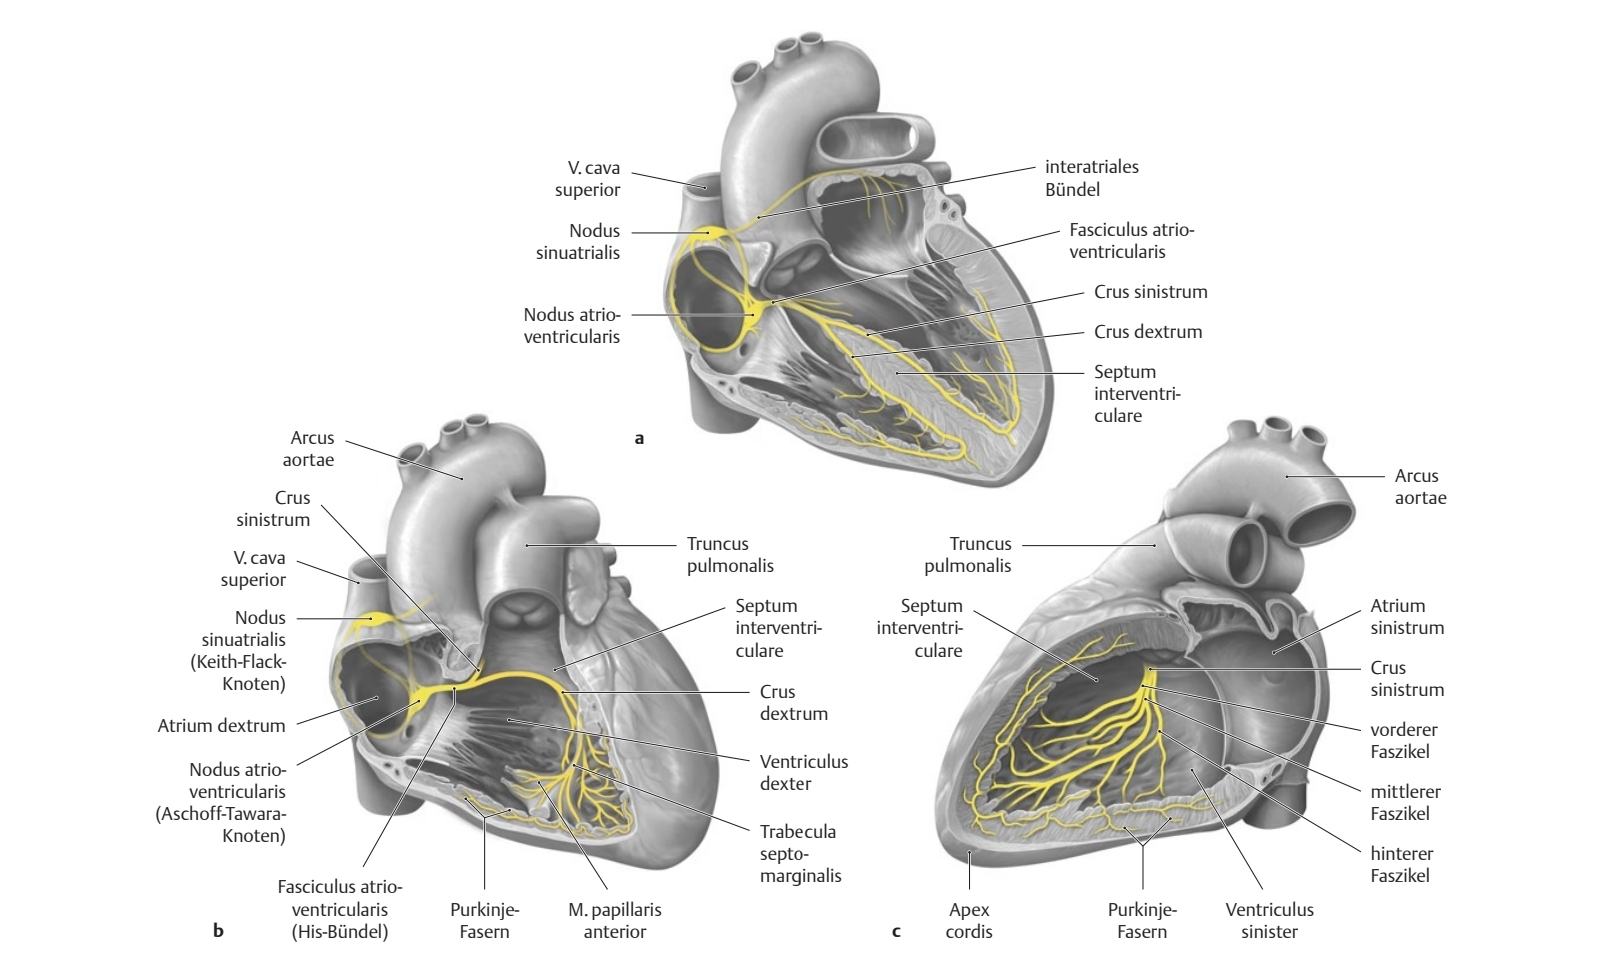 V. cava
superior
Nodus
sinuatrialis
Nodus atrio-
ventricularis
interatriales
Bündel
Fasciculus atrio-
ventricularis
Crus sinistrum
Crus dextrum
Septum
interventri-
culare
a
Arcus
aortae
Crus
sinistrum
V. cava
superior
Nodus
sinuatrialis
(Keith-Flack-
Knoten)
Atrium dextrum
Nodus atrio-
ventricularis
(Aschoff-Tawara-
Knoten)
Fasciculus atrio-
ventricularis
(His-Bündel)
Purkinje-
Fasern
M. papillaris
anterior
Truncus
pulmonalis
Septum
interventri-
culare
Crus
dextrum
Ventriculus
dexter
Trabecula
septo-
marginalis
b
Truncus
pulmonalis
Septum
interventri-
culare
Arcus
aortae
Atrium
sinistrum
Crus
sinistrum
vorderer
Faszikel
mittlerer
Faszikel
hinterer
Faszikel
c
Apex
cordis
Purkinje-
Fasern
Ventriculus
sinister